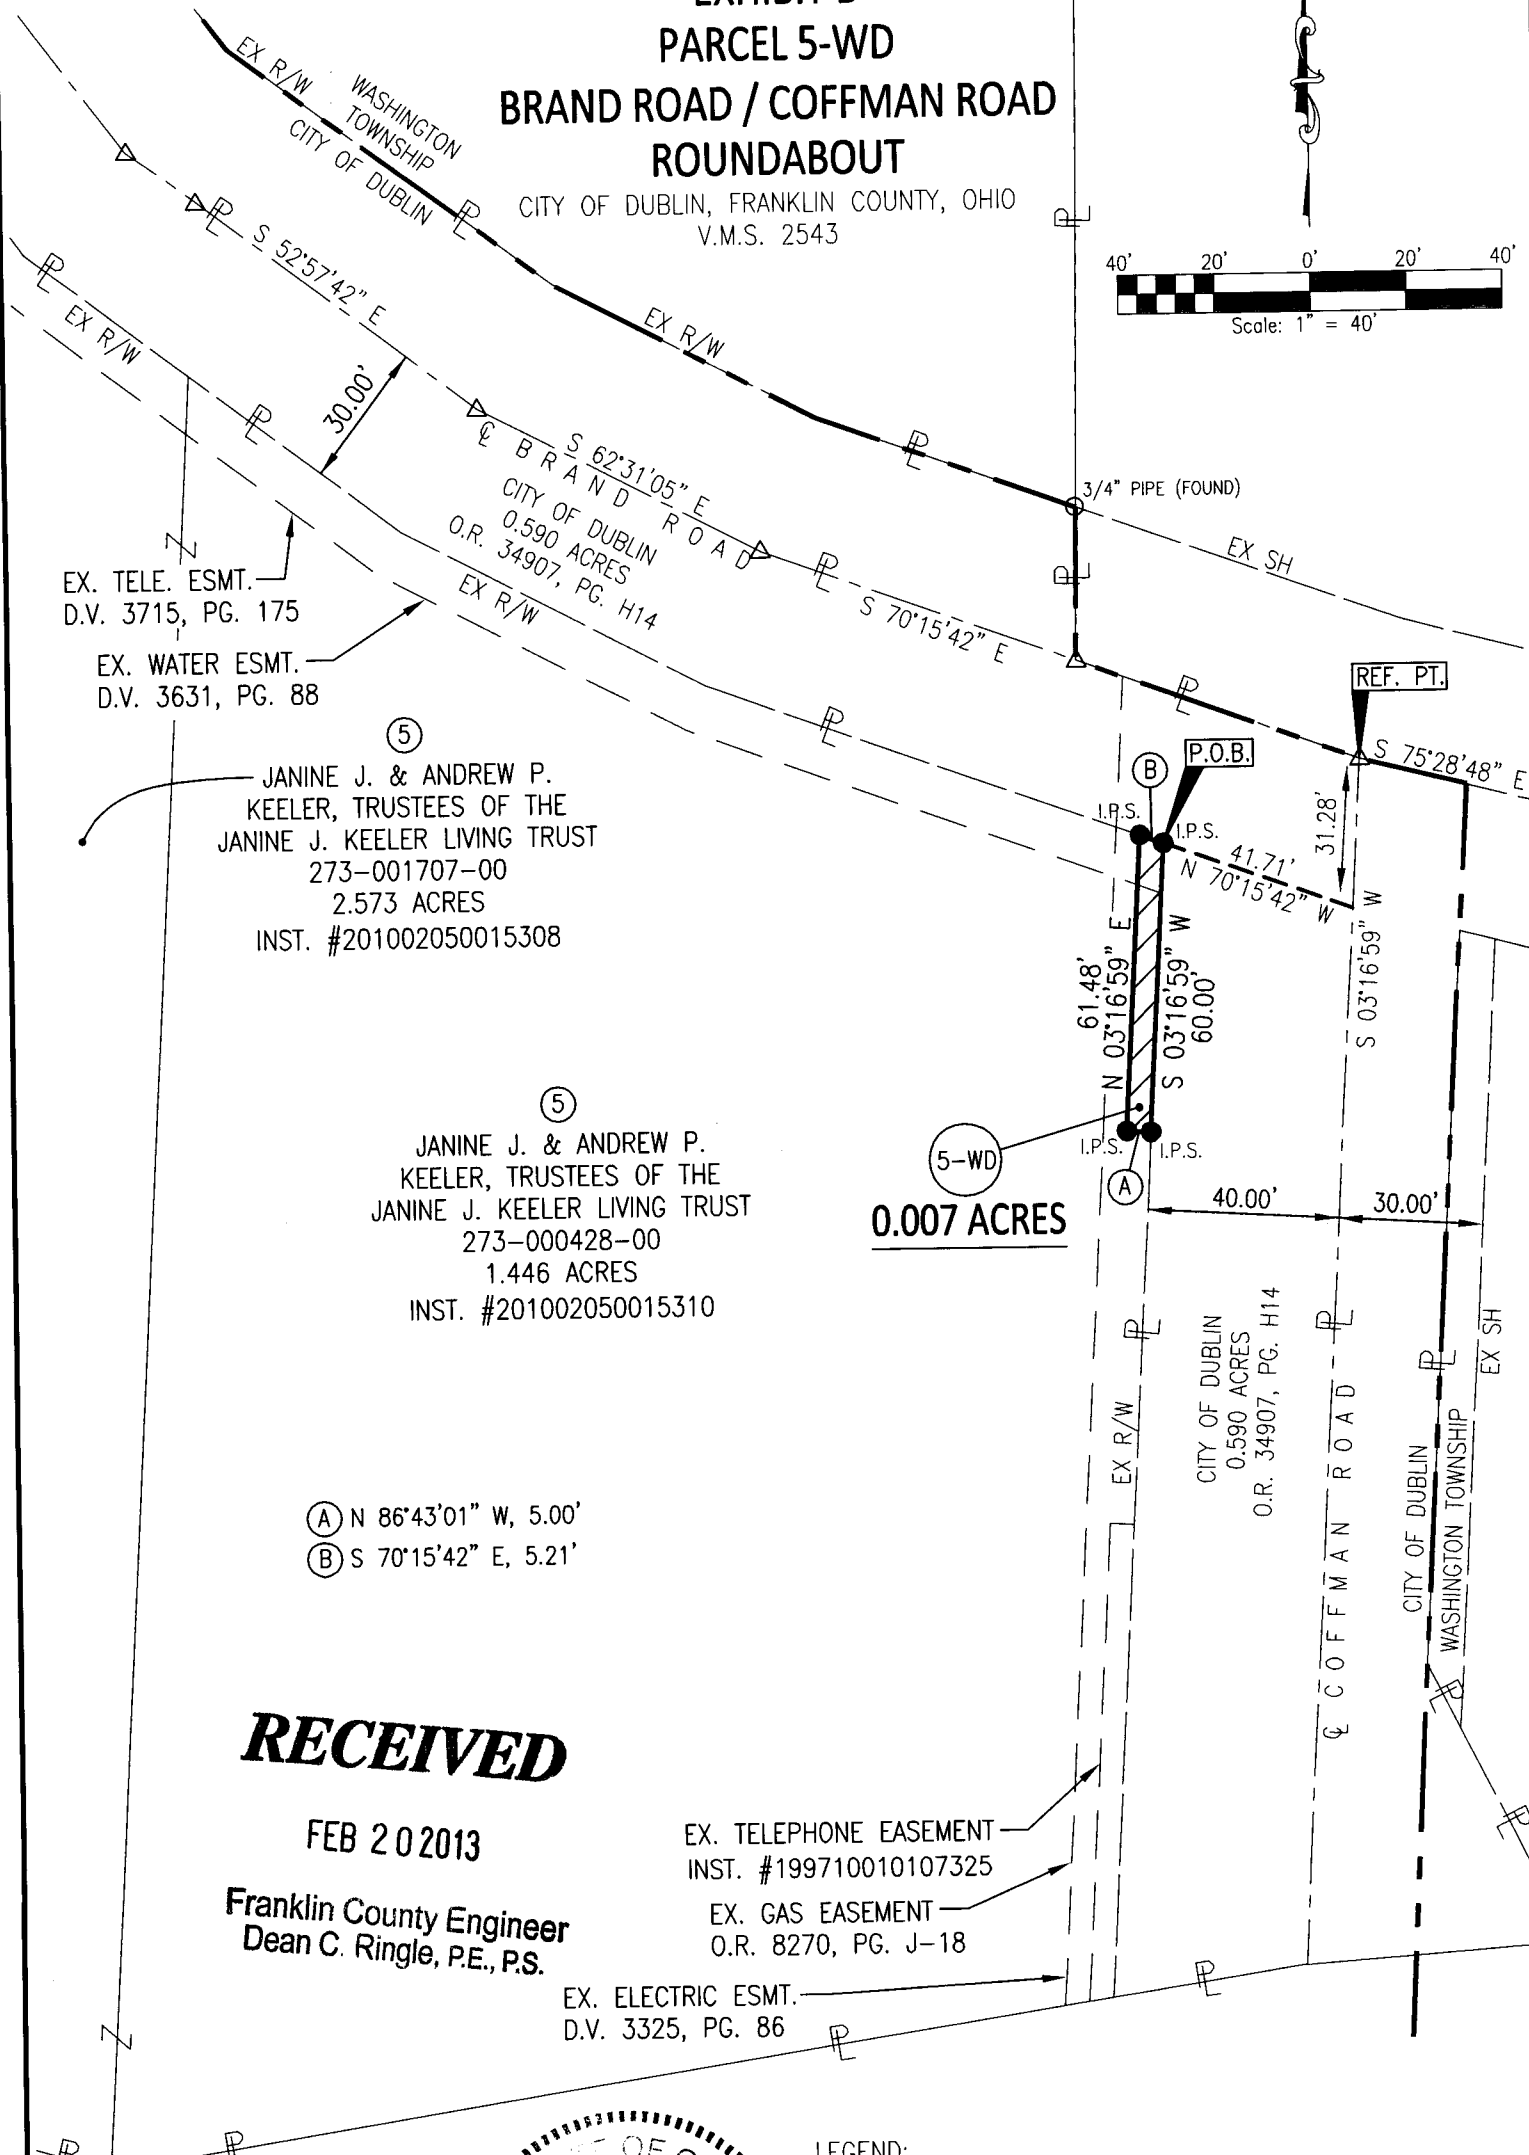 PARCEL 5-WD
BRAND ROAD / COFFMAN ROAD
ROUNDABOUT
CITY OF DUBLIN, FRANKLIN COUNTY, OHIO
V.M.S. 2543
40' 20' 0' 20' 40'
Scale: 1" = 40'
EX R/W
WASHINGTON
TOWNSHIP
CITY OF DUBLIN
S 52°57'42" E
EX R/W
EX R/W
30.00'
℄ BRAND ROAD
S 62°31'05" E
CITY OF DUBLIN
0.590 ACRES
O.R. 34907, PG. H14
EX R/W
3/4" PIPE (FOUND)
EX SH
S 70°15'42" E
EX. TELE. ESMT.
D.V. 3715, PG. 175
EX. WATER ESMT.
D.V. 3631, PG. 88
REF. PT.
S 75°28'48" E
P.O.B.
B
I.P.S.
I.P.S.
31.28'
41.71'
N 70°15'42" W
S 03°16'59" W
5
JANINE J. & ANDREW P.
KEELER, TRUSTEES OF THE
JANINE J. KEELER LIVING TRUST
273-001707-00
2.573 ACRES
INST. #201002050015308
61.48'
N 03°16'59" E
S 03°16'59" W
60.00'
5
JANINE J. & ANDREW P.
KEELER, TRUSTEES OF THE
JANINE J. KEELER LIVING TRUST
273-000428-00
1.446 ACRES
INST. #201002050015310
I.P.S.
I.P.S.
5-WD
A
0.007 ACRES
40.00'
30.00'
CITY OF DUBLIN
0.590 ACRES
O.R. 34907, PG. H14
EX R/W
℄ COFFMAN ROAD
CITY OF DUBLIN
WASHINGTON TOWNSHIP
EX SH
A N 86°43'01" W, 5.00'
B S 70°15'42" E, 5.21'
RECEIVED
FEB 20 2013
Franklin County Engineer
Dean C. Ringle, P.E., P.S.
EX. TELEPHONE EASEMENT
INST. #199710010107325
EX. GAS EASEMENT
O.R. 8270, PG. J-18
EX. ELECTRIC ESMT.
D.V. 3325, PG. 86
LEGEND: